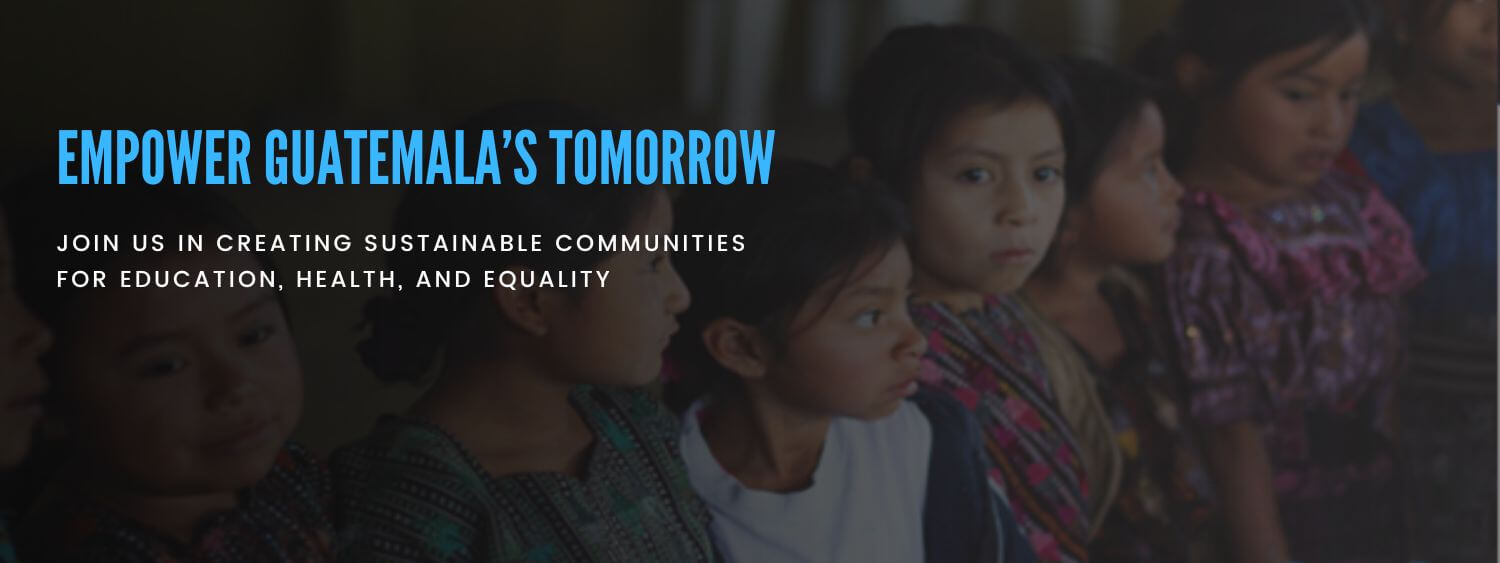 EMPOWER GUATEMALA’S TOMORROW
JOIN US IN CREATING SUSTAINABLE COMMUNITIES
FOR EDUCATION, HEALTH, AND EQUALITY